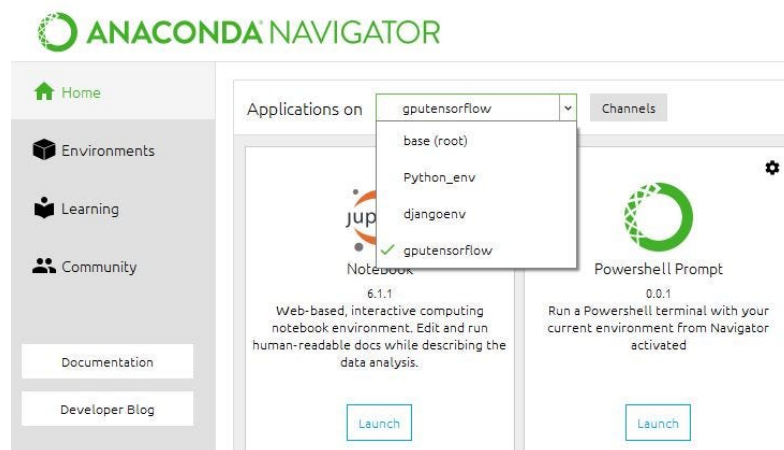 ANACONDA NAVIGATOR
Home
Environments
Learning
Community
Documentation
Developer Blog
Applications on gputensorflow Channels
base (root)
Python_env
djangoenv
gputensorflow
jup
Notebook
6.1.1
Web-based, interactive computing
notebook environment. Edit and run
human-readable docs while describing the
data analysis.
Launch
Powershell Prompt
0.0.1
Run a Powershell terminal with your
current environment from Navigator
activated
Launch